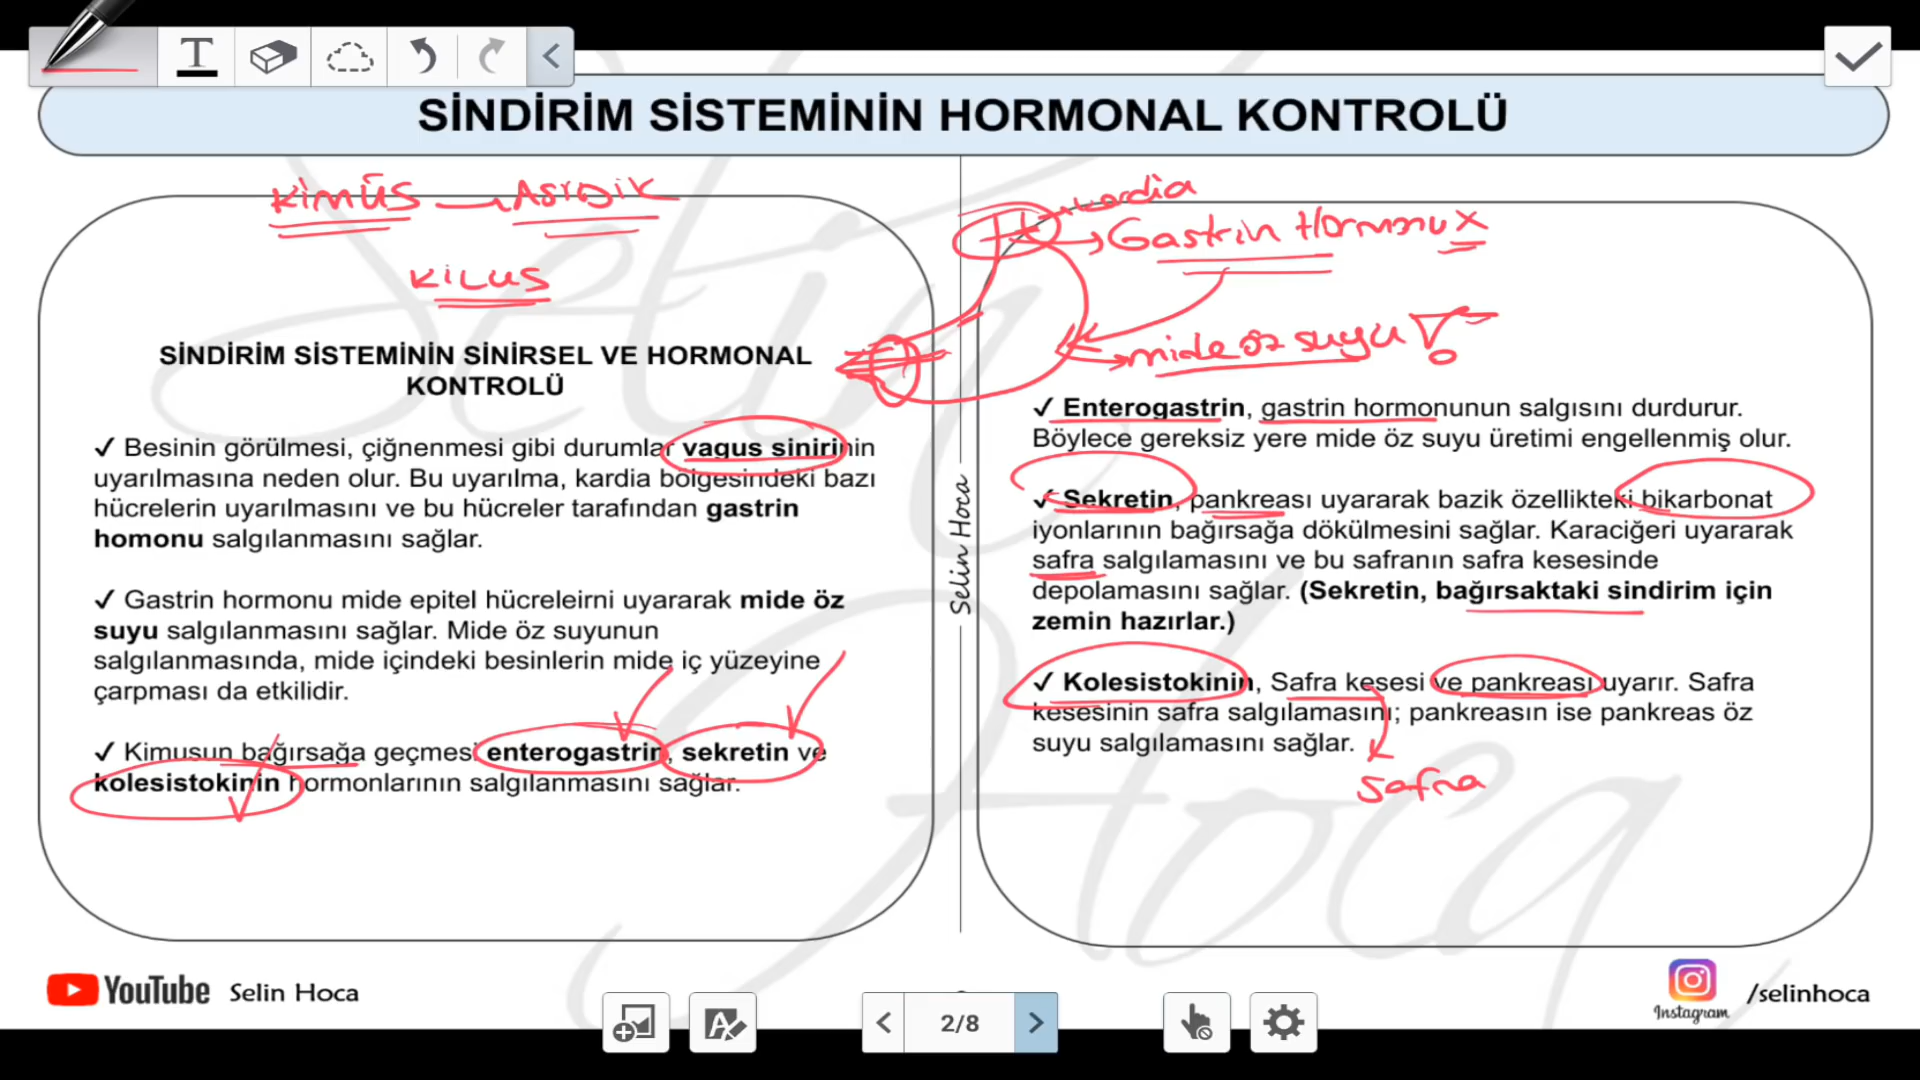 SİNDİRİM SİSTEMİNİN HORMONAL KONTROLÜ
KİMÜS → ASİDİK
KİLUS
SİNDİRİM SİSTEMİNİN SİNİRSEL VE HORMONAL
KONTROLÜ
✓ Besinin görülmesi, çiğnenmesi gibi durumlar vagus sinirinin
uyarılmasına neden olur. Bu uyarılma, kardia bölgesindeki bazı
hücrelerin uyarılmasını ve bu hücreler tarafından gastrin
homonu salgılanmasını sağlar.
✓ Gastrin hormonu mide epitel hücreleirni uyararak mide öz
suyu salgılanmasını sağlar. Mide öz suyunun
salgılanmasında, mide içindeki besinlerin mide iç yüzeyine
çarpması da etkilidir.
✓ Kimusun bağırsağa geçmesi enterogastrin, sekretin ve
kolesistokinin hormonlarının salgılanmasını sağlar.
Selin Hoca
kardia
Gastrin Hormonu X
mide öz suyu
✓ Enterogastrin, gastrin hormonunun salgısını durdurur.
Böylece gereksiz yere mide öz suyu üretimi engellenmiş olur.
✓ Sekretin, pankreası uyararak bazik özellikteki bikarbonat
iyonlarının bağırsağa dökülmesini sağlar. Karaciğeri uyararak
safra salgılamasını ve bu safranın safra kesesinde
depolamasını sağlar. (Sekretin, bağırsaktaki sindirim için
zemin hazırlar.)
✓ Kolesistokinin, Safra kesesi ve pankreası uyarır. Safra
kesesinin safra salgılamasını; pankreasın ise pankreas öz
suyu salgılamasını sağlar.
Safra
YouTube Selin Hoca
Instagram /selinhoca
2/8
Selin Hoca
T
A